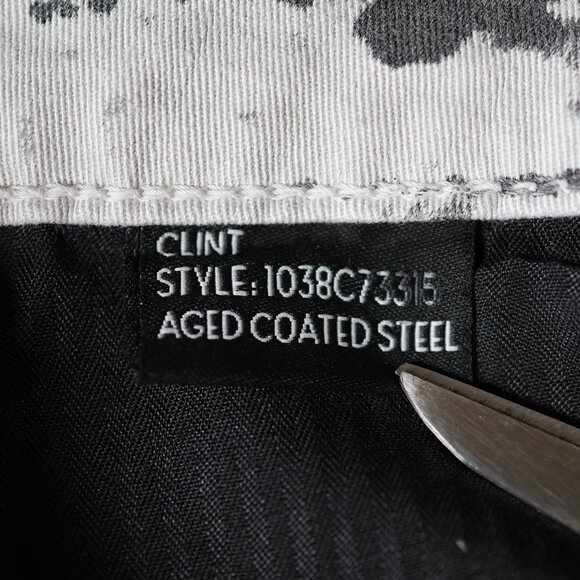 CLINT
STYLE: 1038C73315
AGED COATED STEEL